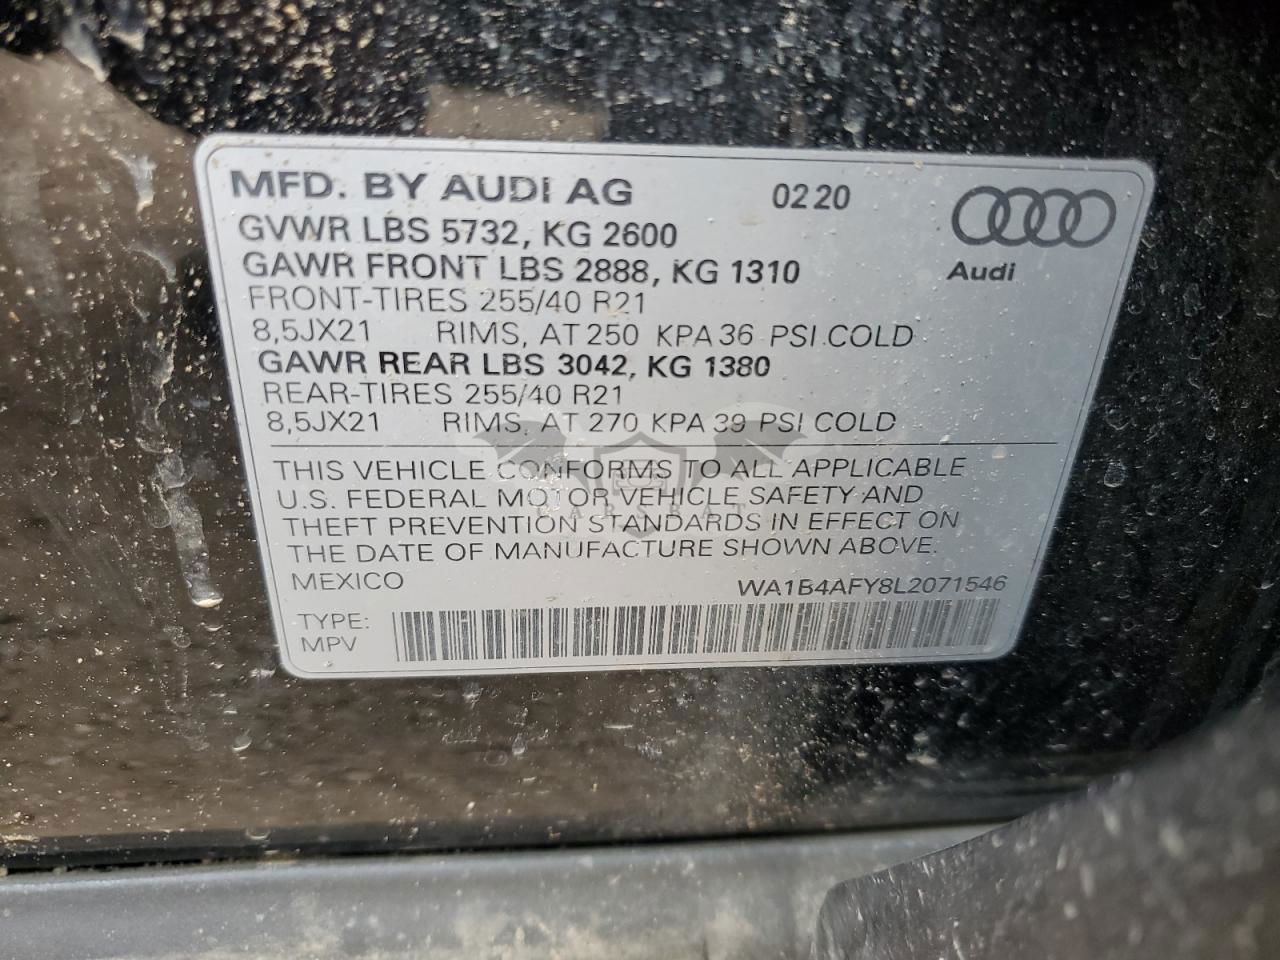 MFD. BY AUDI AG 02 20
GVWR LBS 5732, KG 2600
GAWR FRONT LBS 2888, KG 1310
Audi
FRONT-TIRES 255/40 R21
8,5JX21 RIMS, AT 250 KPA 36 PSI COLD
GAWR REAR LBS 3042, KG 1380
REAR-TIRES 255/40 R21
8,5JX21 RIMS, AT 270 KPA 39 PSI COLD
THIS VEHICLE CONFORMS TO ALL APPLICABLE
U.S. FEDERAL MOTOR VEHICLE SAFETY AND
CARSBAT
THEFT PREVENTION STANDARDS IN EFFECT ON
THE DATE OF MANUFACTURE SHOWN ABOVE.
MEXICO WA1B4AFY8L2071546
TYPE:
MPV